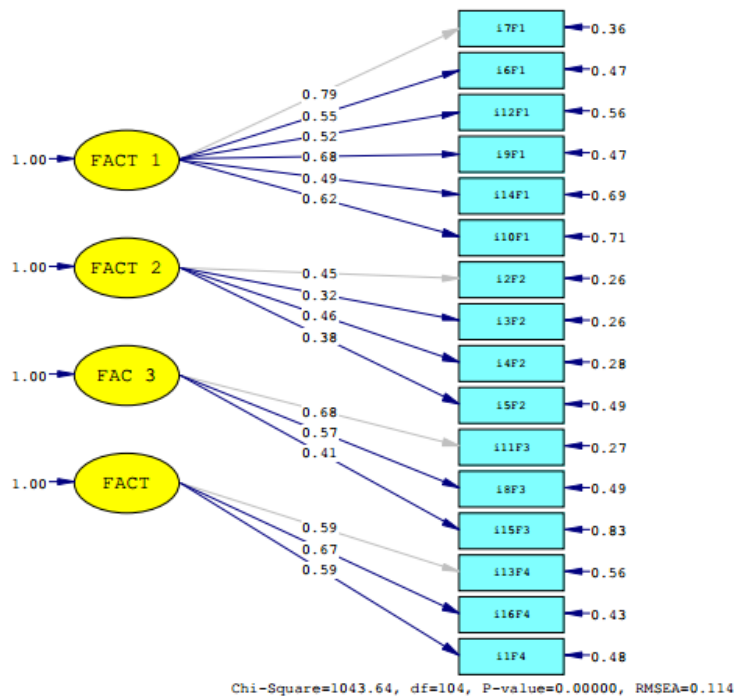 i7F1 0.36
i6F1 0.47
0.79
0.55
i12F1 0.56
0.52
1.00 FACT 1 0.68 i9F1 0.47
0.49
i14F1 0.69
0.62
i10F1 0.71
1.00 FACT 2 0.45 i2F2 0.26
0.32
i3F2 0.26
0.46
0.38
i4F2 0.28
1.00 FAC 3
i5F2 0.49
0.68
0.57
i11F3 0.27
0.41
1.00 FACT i8F3 0.49
0.59
i15F3 0.83
0.67
0.59
i13F4 0.56
i16F4 0.43
i1F4 0.48
Chi-Square=1043.64, df=104, P-value=0.00000, RMSEA=0.114